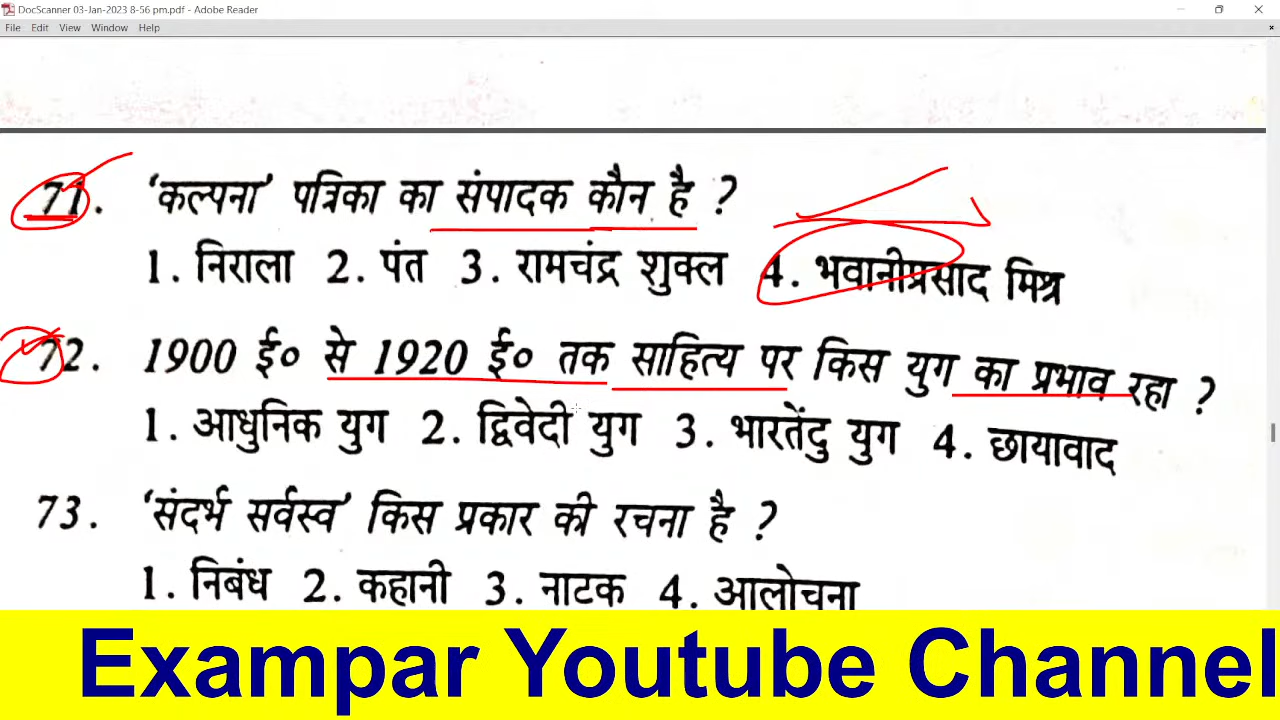 DocScanner 03-Jan-2023 8-56 pm.pdf - Adobe Reader
File Edit View Window Help
71. 'कल्पना' पत्रिका का संपादक कौन है ?
1. निराला 2. पंत 3. रामचंद्र शुक्ल 4. भवानीप्रसाद मिश्र
72. 1900 ई० से 1920 ई० तक साहित्य पर किस युग का प्रभाव रहा ?
1. आधुनिक युग 2. द्विवेदी युग 3. भारतेंदु युग 4. छायावाद
73. 'संदर्भ सर्वस्व' किस प्रकार की रचना है ?
1. निबंध 2. कहानी 3. नाटक 4. आलोचना
Exampar Youtube Channel